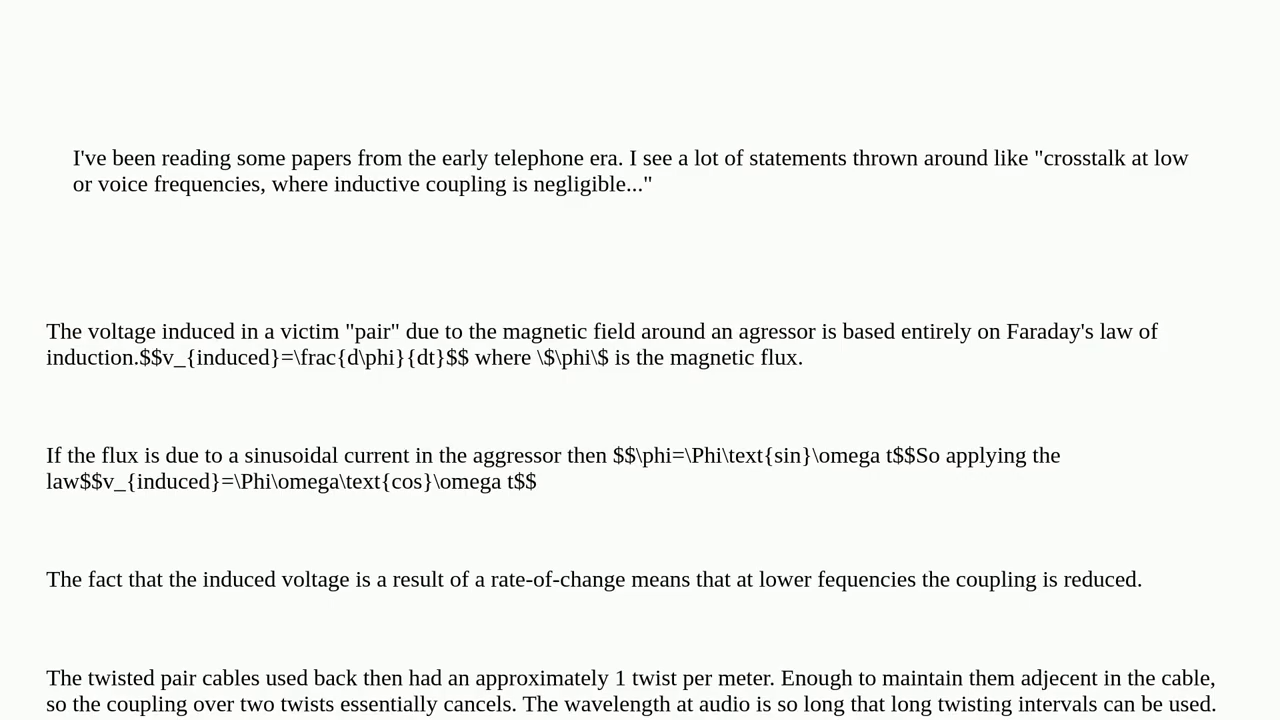 I've been reading some papers from the early telephone era. I see a lot of statements thrown around like "crosstalk at low
or voice frequencies, where inductive coupling is negligible..."
The voltage induced in a victim "pair" due to the magnetic field around an agressor is based entirely on Faraday's law of
induction.$$v_{induced}=\frac{d\phi}{dt}$$ where \$\phi\$ is the magnetic flux.
If the flux is due to a sinusoidal current in the aggressor then $$\phi=\Phi\text{sin}\omega t$$So applying the
law$$v_{induced}=\Phi\omega\text{cos}\omega t$$
The fact that the induced voltage is a result of a rate-of-change means that at lower fequencies the coupling is reduced.
The twisted pair cables used back then had an approximately 1 twist per meter. Enough to maintain them adjecent in the cable,
so the coupling over two twists essentially cancels. The wavelength at audio is so long that long twisting intervals can be used.